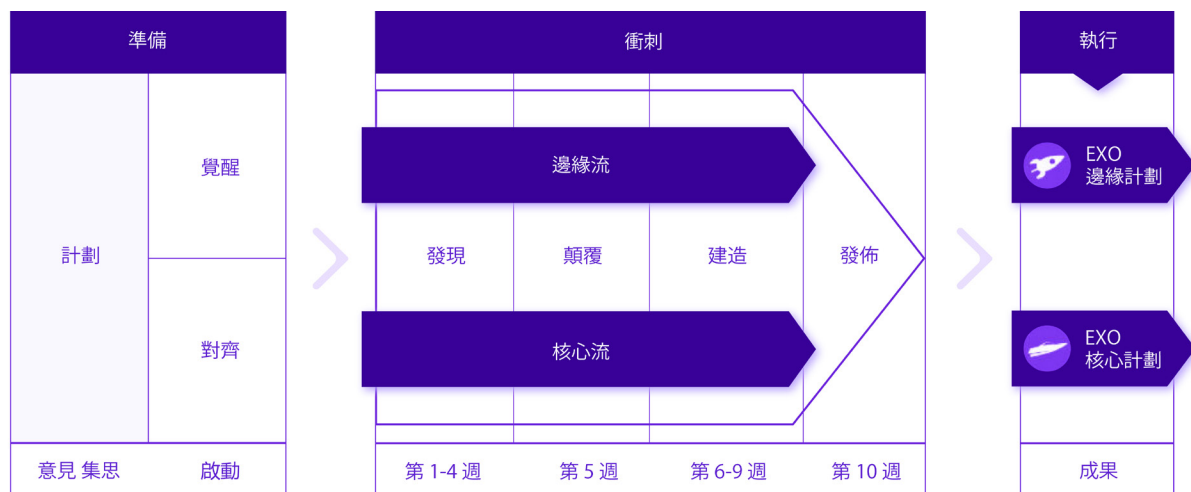 準備
衝刺
執行
計劃
覺醒
對齊
邊緣流
發現
顛覆
建造
發佈
核心流
EXO
邊緣計劃
EXO
核心計劃
意見 集思
啟動
第 1-4 週
第 5 週
第 6-9 週
第 10 週
成果